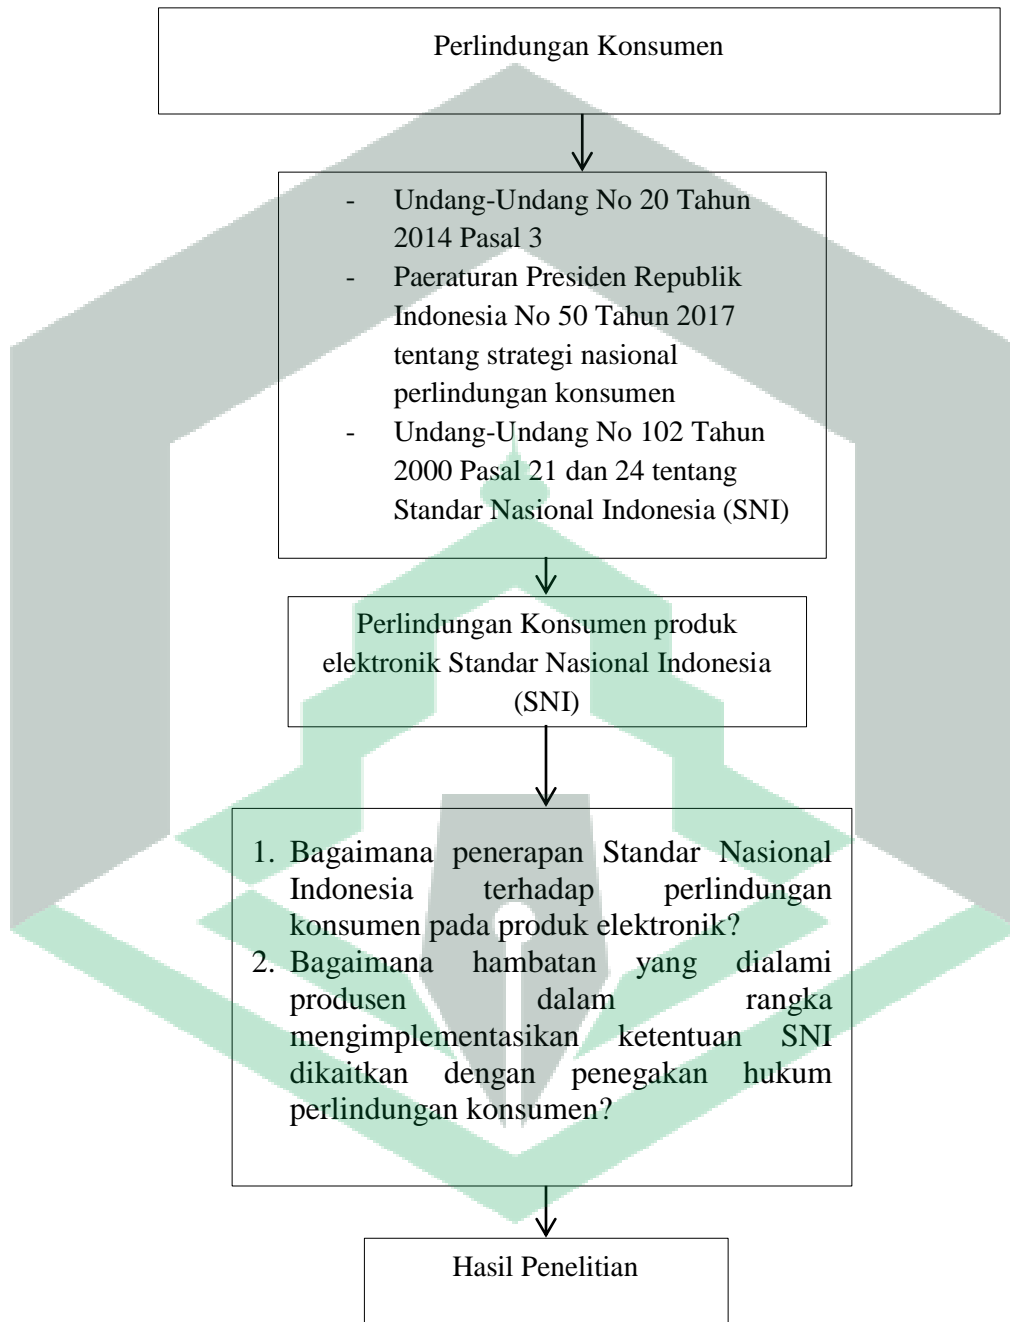 Perlindungan Konsumen
- Undang-Undang No 20 Tahun
2014 Pasal 3
- Paeraturan Presiden Republik
Indonesia No 50 Tahun 2017
tentang strategi nasional
perlindungan konsumen
- Undang-Undang No 102 Tahun
2000 Pasal 21 dan 24 tentang
Standar Nasional Indonesia (SNI)
Perlindungan Konsumen produk
elektronik Standar Nasional Indonesia
(SNI)
1. Bagaimana penerapan Standar Nasional
Indonesia terhadap perlindungan
konsumen pada produk elektronik?
2. Bagaimana hambatan yang dialami
produsen dalam rangka
mengimplementasikan ketentuan SNI
dikaitkan dengan penegakan hukum
perlindungan konsumen?
Hasil Penelitian